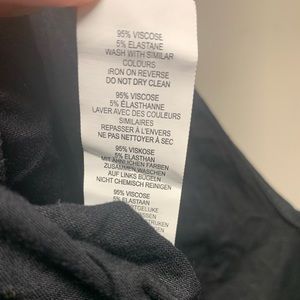 95% VISCOSE
5% ELASTANE
WASH WITH SIMILAR
COLOURS
IRON ON REVERSE
DO NOT DRY CLEAN
95% VISCOSE
5% ÉLASTHANNE
LAVER AVEC DES COULEURS
SIMILAIRES
REPASSER À L'ENVERS
NE PAS NETTOYER À SEC
95% VISKOSE
5% ELASTHAN
MIT ÄHNLICHEN FARBEN
ZUSAMMEN WASCHEN
AUF LINKS BÜGELN
NICHT CHEMISCH REINIGEN
95% VISCOSE
5% ELASTAAN